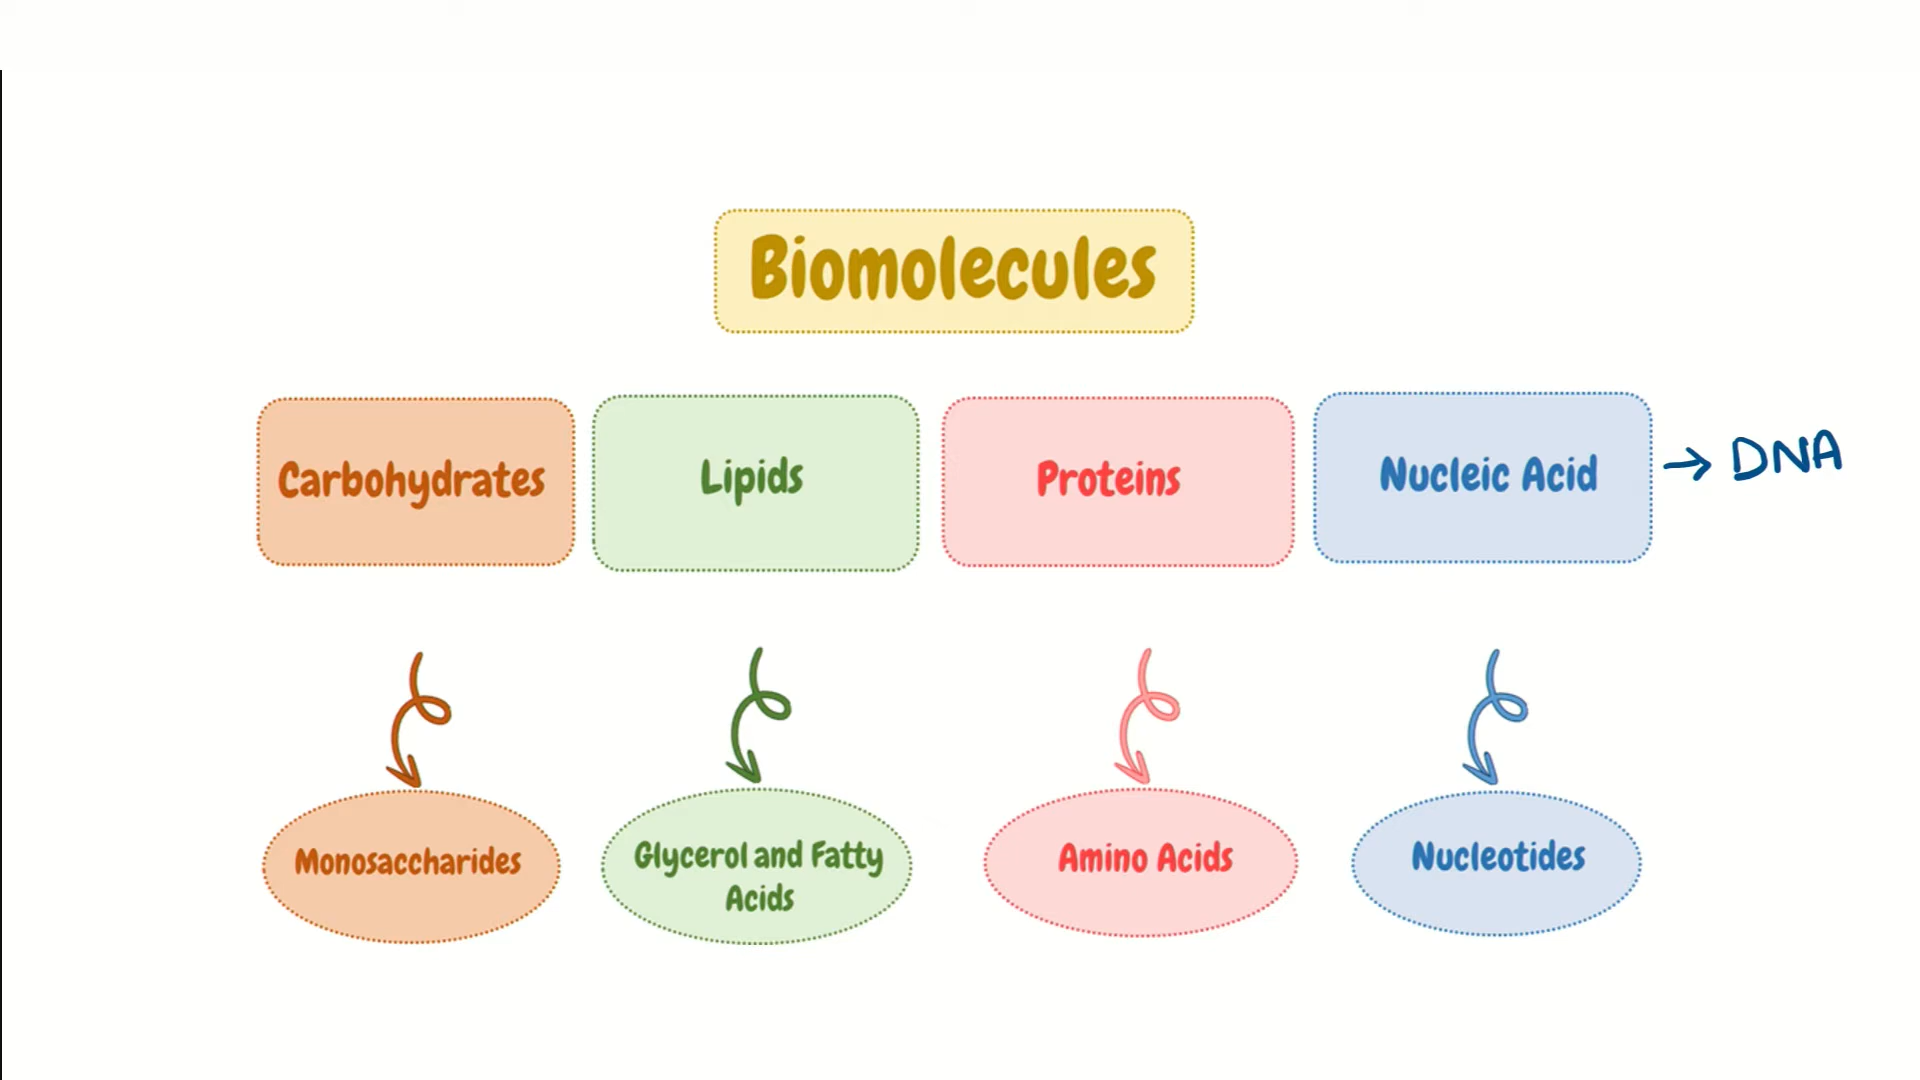 Biomolecules
Carbohydrates
Lipids
Proteins
Nucleic Acid
→ DNA
Monosaccharides
Glycerol and Fatty
Acids
Amino Acids
Nucleotides